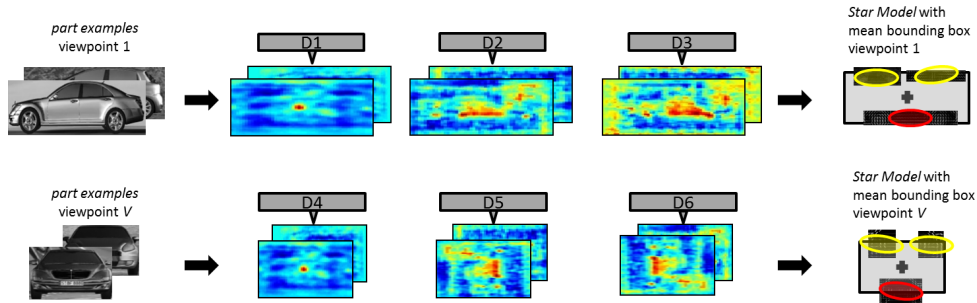 part examples
viewpoint 1
D1
D2
D3
Star Model with
mean bounding box
viewpoint 1
part examples
viewpoint V
D4
D5
D6
Star Model with
mean bounding box
viewpoint V